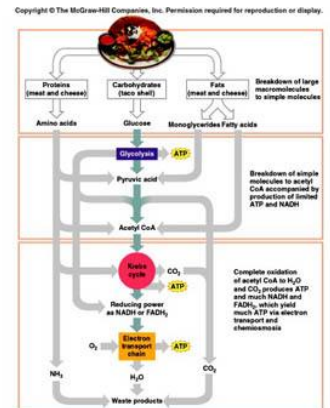 Copyright © The McGraw-Hill Companies, Inc. Permission required for reproduction or display.
Proteins
(meat and cheese)
Carbohydrates
(taco shell)
Fats
(meat and cheese)
Breakdown of large
macromolecules
to simple molecules
Amino acids
Glucose
Monoglycerides
Fatty acids
Glycolysis
ATP
Pyruvic acid
Breakdown of simple
molecules to acetyl
CoA accompanied by
production of limited
ATP and NADH
Acetyl CoA
Krebs
cycle
CO₂
ATP
Complete oxidation
of acetyl CoA to H₂O
and CO₂ produces ATP
and much NADH and
FADH₂, which yield
much ATP via electron
transport and
chemiosmosis
Reducing power
as NADH or FADH₂
O₂
Electron
transport
chain
ATP
NH₃
H₂O
CO₂
Waste products